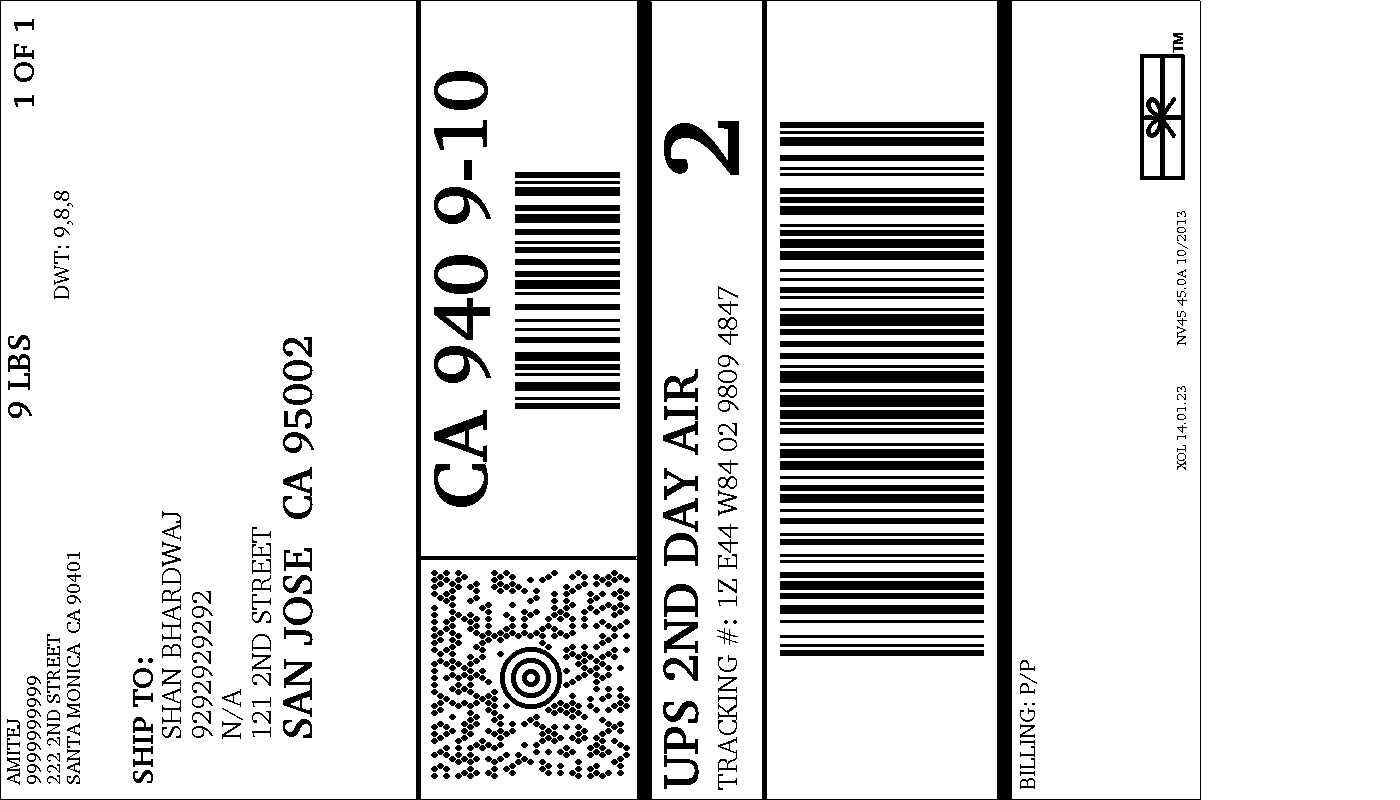 AMITEJ
9999999999
222 2ND STREET
SANTA MONICA CA 90401
9 LBS
1 OF 1
DWT: 9,8,8
SHIP TO:
SHAN BHARDWAJ
9292929292
N/A
121 2ND STREET
SAN JOSE CA 95002
CA 940 9-10
UPS 2ND DAY AIR
2
TRACKING #: 1Z E44 W84 02 9809 4847
BILLING: P/P
XOL 14.01.23
NV45 45.0A 10/2013
TM